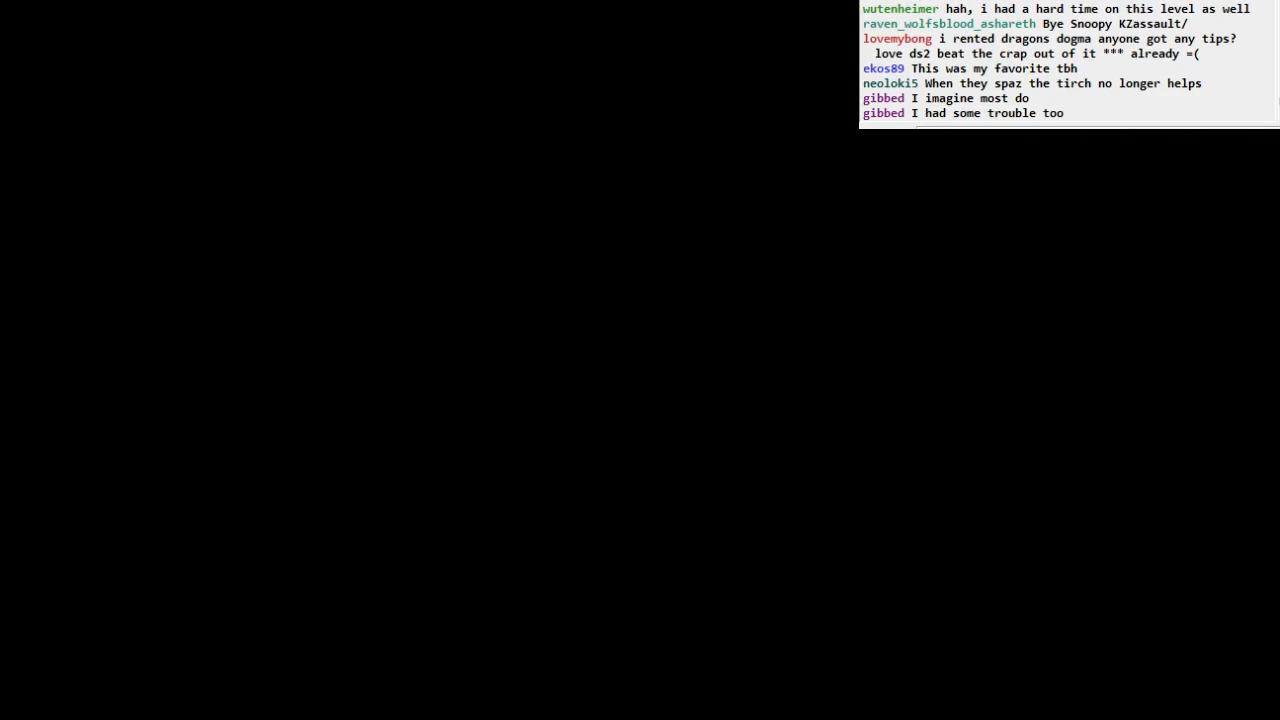 wutenheimer hah, i had a hard time on this level as well
raven_wolfsblood_ashareth Bye Snoopy KZassault/
lovemybong i rented dragons dogma anyone got any tips?
love ds2 beat the crap out of it *** already =(
ekos89 This was my favorite tbh
neoloki5 When they spaz the tirch no longer helps
gibbed I imagine most do
gibbed I had some trouble too